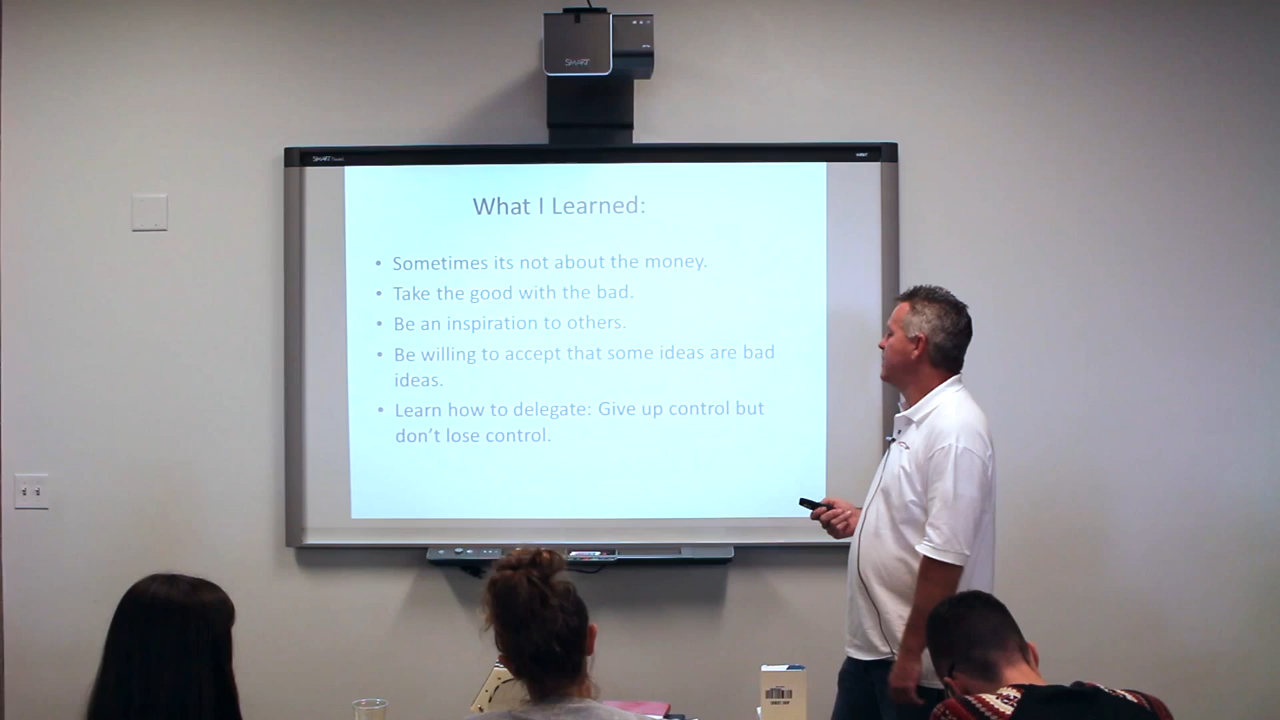 SMART
SMART
What I Learned:
• Sometimes its not about the money.
• Take the good with the bad.
• Be an inspiration to others.
• Be willing to accept that some ideas are bad
ideas.
• Learn how to delegate: Give up control but
don't lose control.